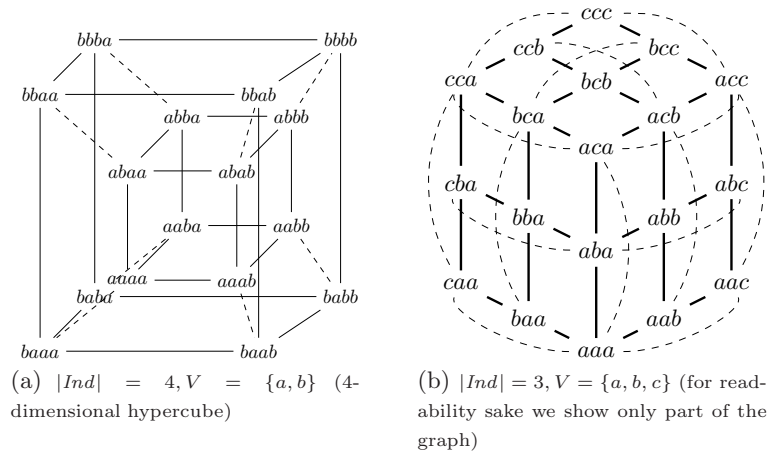 bbba bbbb
bbaa bbab
abba abbb
abaa abab
aaba aabb
aaaa aaab
baba babb
baaa baab
(a) |Ind| = 4, V = {a, b} (4-
dimensional hypercube)
ccc
ccb bcc
cca bcb acc
bca acb
aca
cba abc
bba abb
aba
caa aac
baa aab
aaa
(b) |Ind| = 3, V = {a, b, c} (for read-
ability sake we show only part of the
graph)